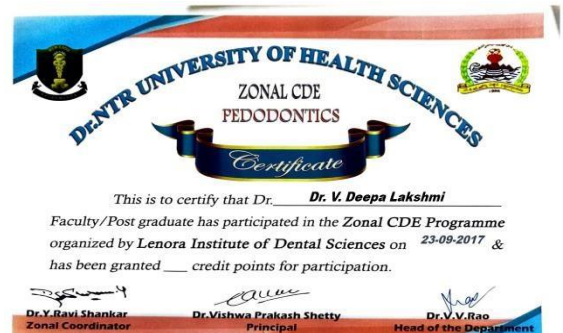 Dr.NTR UNIVERSITY OF HEALTH SCIENCES
ZONAL CDE
PEDODONTICS
Certificate
This is to certify that Dr. Dr. V. Deepa Lakshmi
Faculty/Post graduate has participated in the Zonal CDE Programme
organized by Lenora Institute of Dental Sciences on 23-09-2017 &
has been granted ___ credit points for participation.
Dr.Y.Ravi Shankar
Zonal Coordinator
Dr.Vishwa Prakash Shetty
Principal
Dr.V.V.Rao
Head of the Department